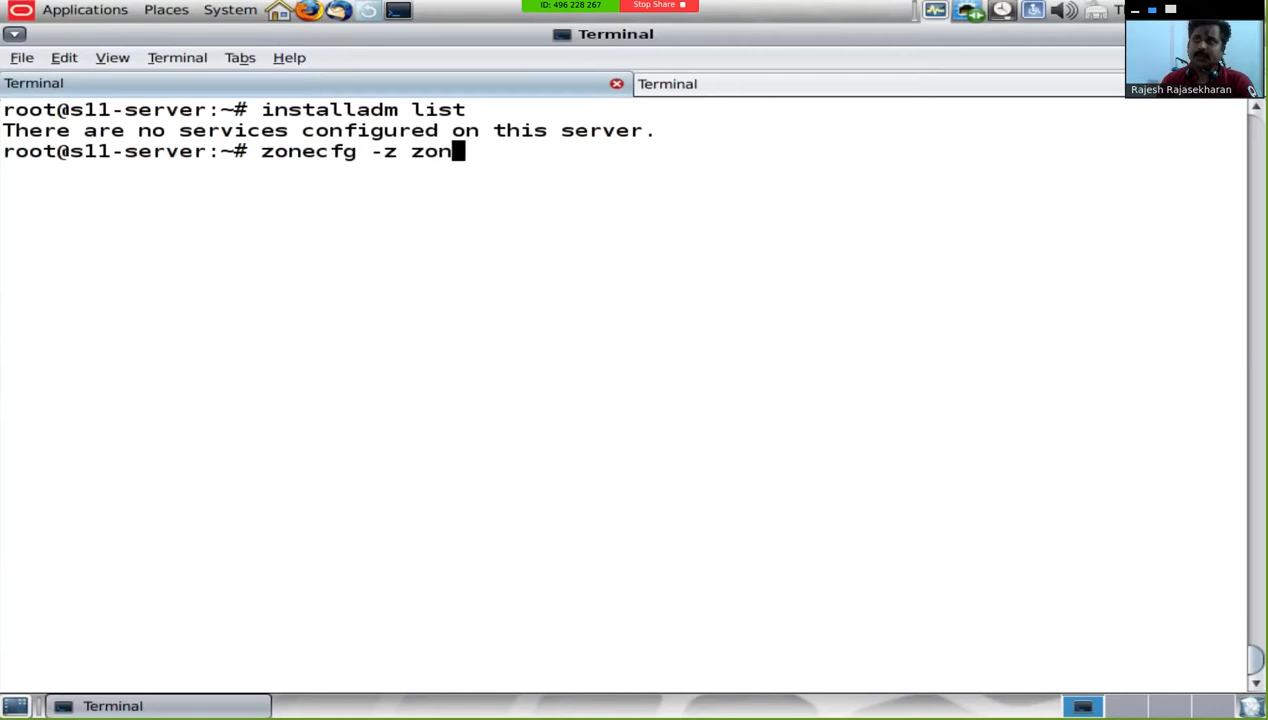 ID: 496 228 267 Stop Share
Applications Places System
Terminal
File Edit View Terminal Tabs Help
Rajesh Rajasekharan
Terminal Terminal
root@s11-server:~# installadm list
There are no services configured on this server.
root@s11-server:~# zonecfg -z zon
Terminal